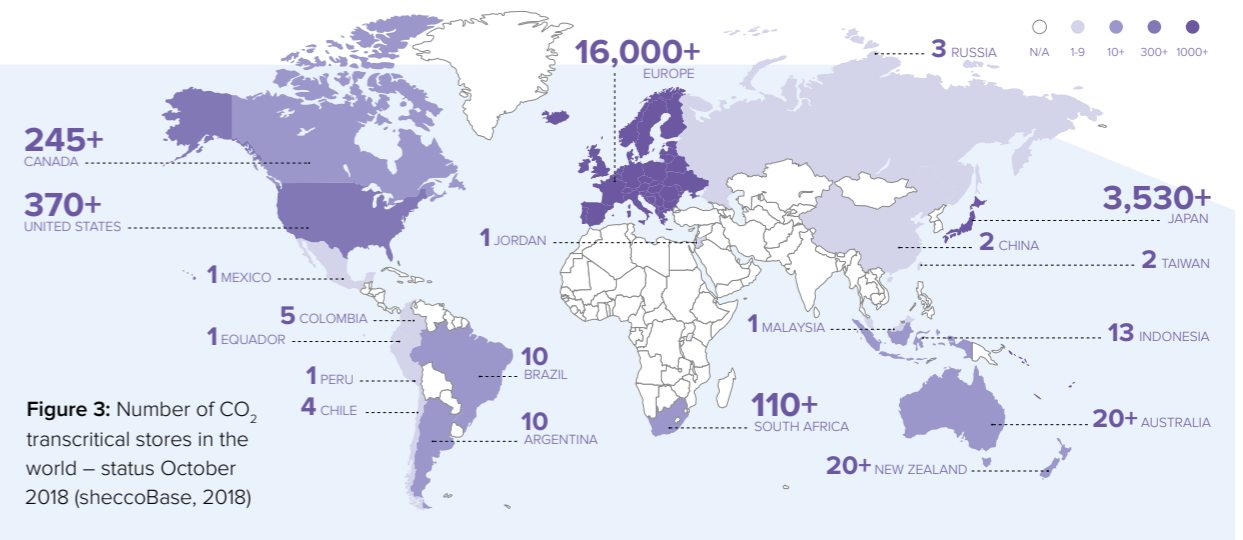 N/A 1-9 10+ 300+ 1000+
16,000+
EUROPE
3 RUSSIA
245+
CANADA
370+
UNITED STATES
3,530+
JAPAN
1 JORDAN
2 CHINA
2 TAIWAN
1 MEXICO
5 COLOMBIA
1 EQUADOR
1 MALAYSIA
13 INDONESIA
1 PERU
10
BRAZIL
4 CHILE
10
ARGENTINA
110+
SOUTH AFRICA
20+ AUSTRALIA
20+ NEW ZEALAND
Figure 3: Number of CO2
transcritical stores in the
world – status October
2018 (sheccoBase, 2018)